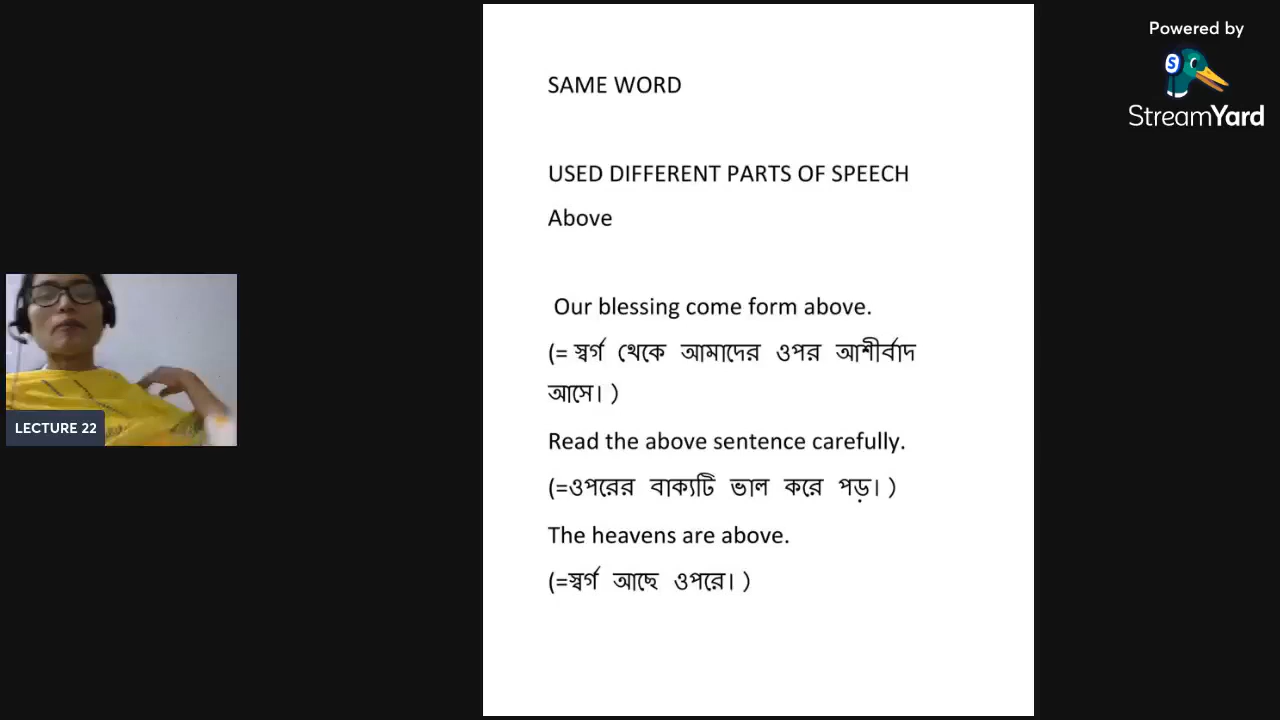 Powered by
StreamYard
SAME WORD
USED DIFFERENT PARTS OF SPEECH
Above
Our blessing come form above.
(= স্বর্গ থেকে আমাদের ওপর আশীর্বাদ
আসে। )
Read the above sentence carefully.
(=ওপরের বাক্যটি ভাল করে পড়। )
The heavens are above.
(=স্বর্গ আছে ওপরে। )
LECTURE 22